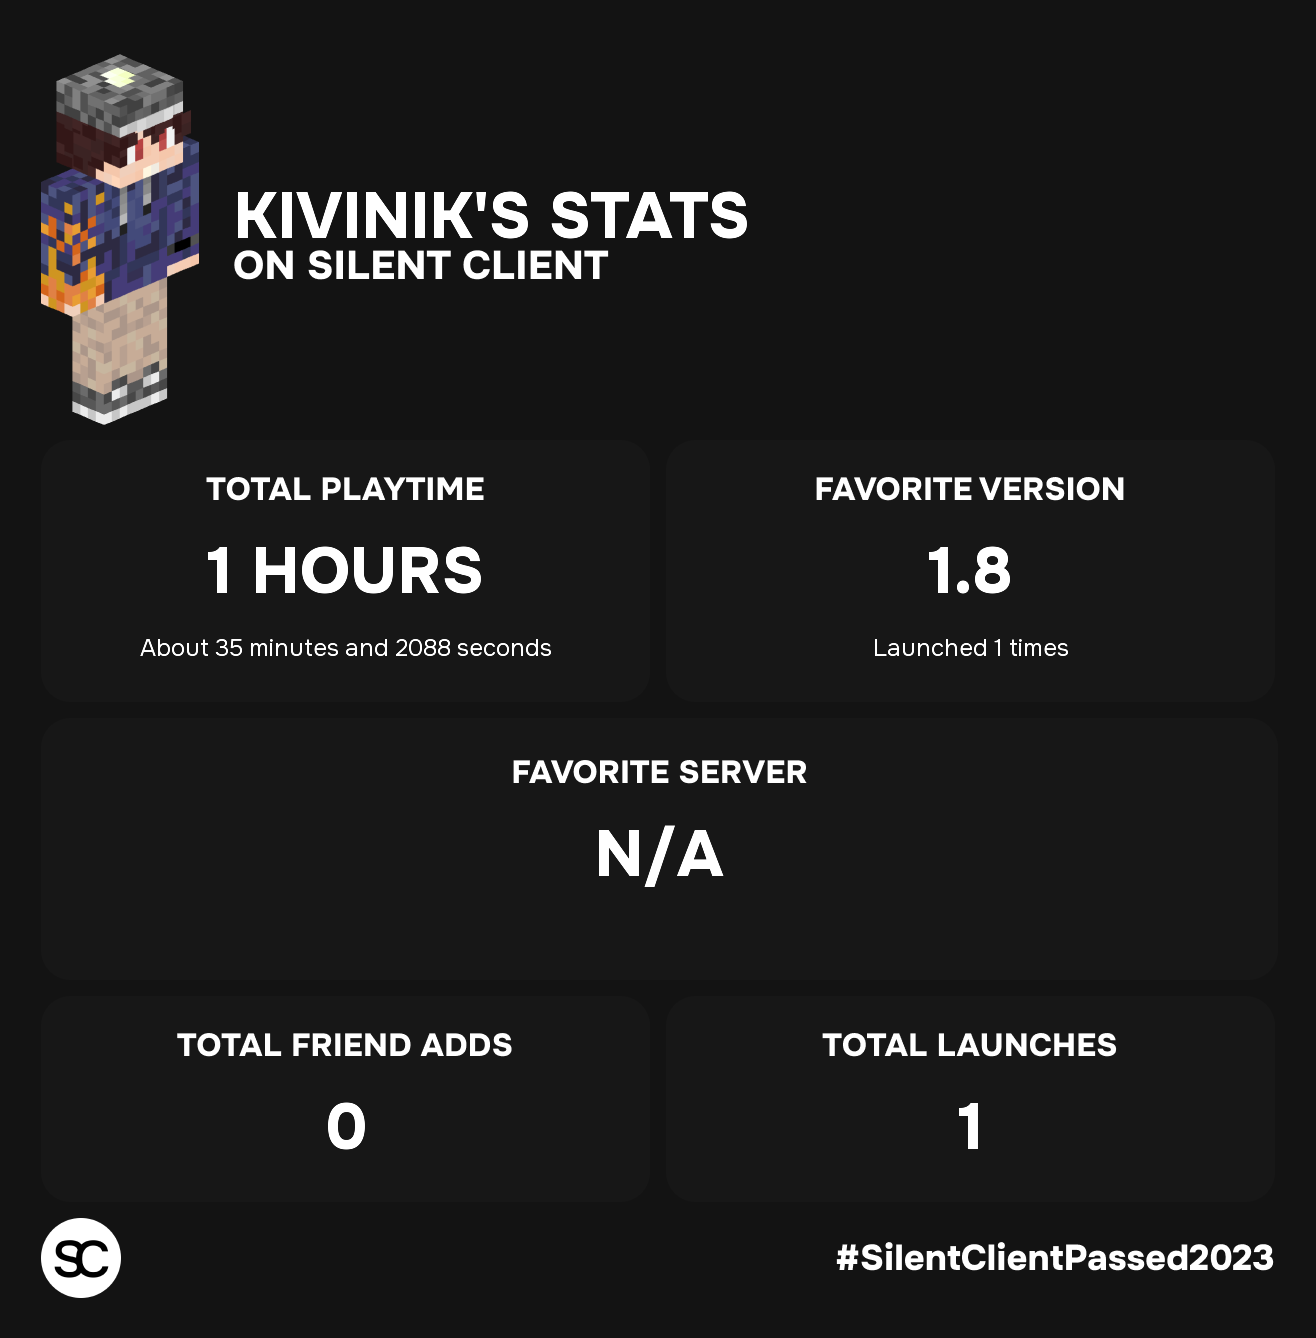 KIVINIK'S STATS
ON SILENT CLIENT
TOTAL PLAYTIME
1 HOURS
About 35 minutes and 2088 seconds
FAVORITE VERSION
1.8
Launched 1 times
FAVORITE SERVER
N/A
TOTAL FRIEND ADDS
0
TOTAL LAUNCHES
1
SC
#SilentClientPassed2023